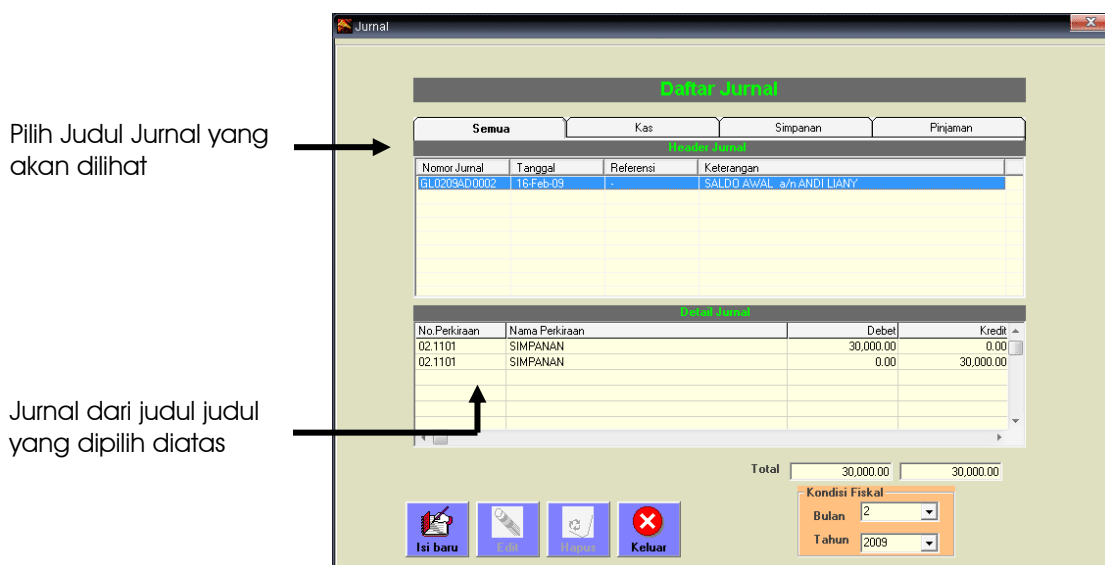 Jurnal
Daftar Jurnal
Pilih Judul Jurnal yang
akan dilihat
Semua Kas Simpanan Pinjaman
Header Jurnal
Nomor Jurnal Tanggal Referensi Keterangan
GL0209AD0002 16-Feb-09 - SALDO AWAL a/n ANDI LIANY
Detail Jurnal
No.Perkiraan Nama Perkiraan Debet Kredit
02.1101 SIMPANAN 30,000.00 0.00
02.1101 SIMPANAN 0.00 30,000.00
Jurnal dari judul judul
yang dipilih diatas
Total 30,000.00 30,000.00
Kondisi Fiskal
Bulan 2
Tahun 2009
Isi baru Edit Hapus Keluar